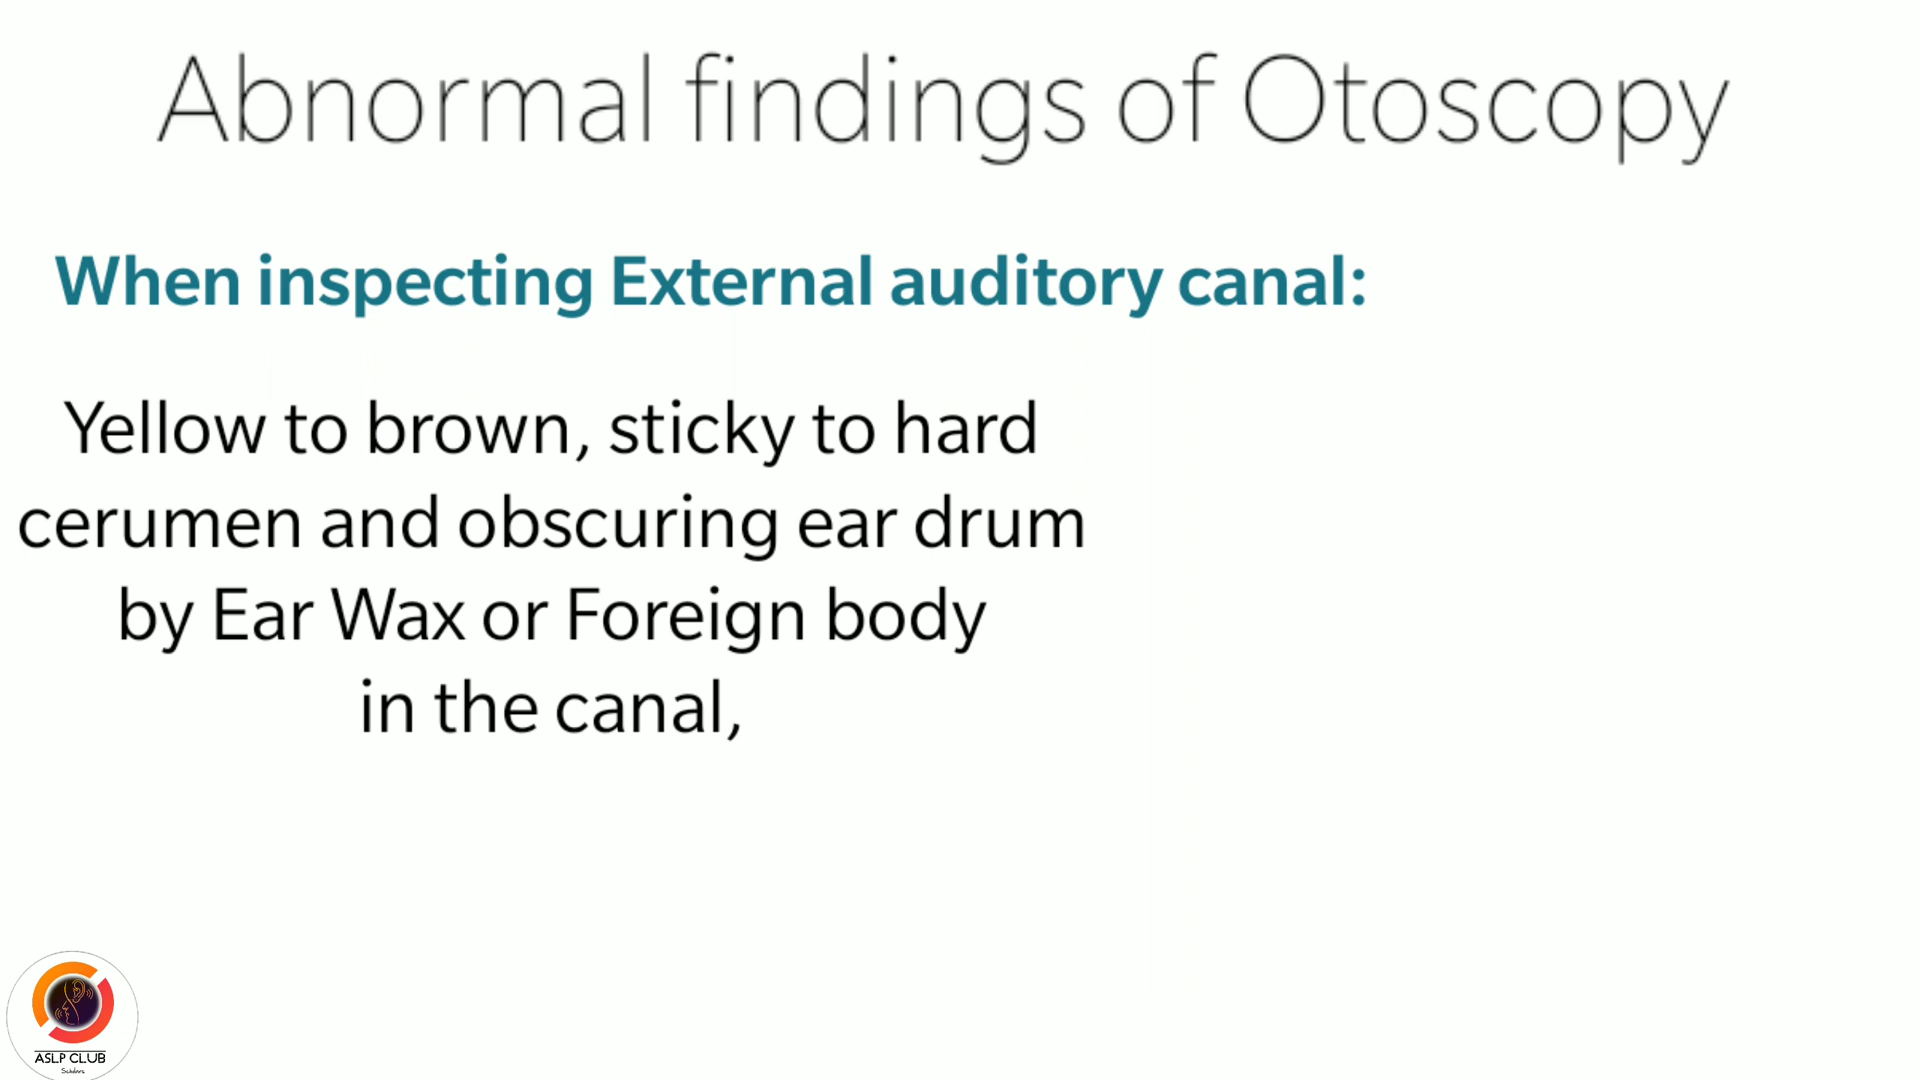 Abnormal findings of Otoscopy
When inspecting External auditory canal:
Yellow to brown, sticky to hard
cerumen and obscuring ear drum
by Ear Wax or Foreign body
in the canal,
ASLP CLUB
Scholars